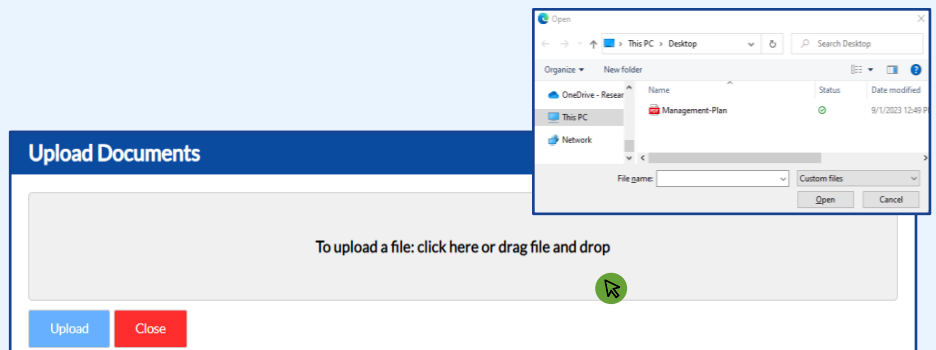 Open
This PC > Desktop
Search Desktop
Organize
New folder
Name
Status
Date modified
OneDrive - Resear
This PC
Network
PDF
Management-Plan
9/1/2023 12:49 P
File name:
Custom files
Open
Cancel
Upload Documents
To upload a file: click here or drag file and drop
Upload
Close